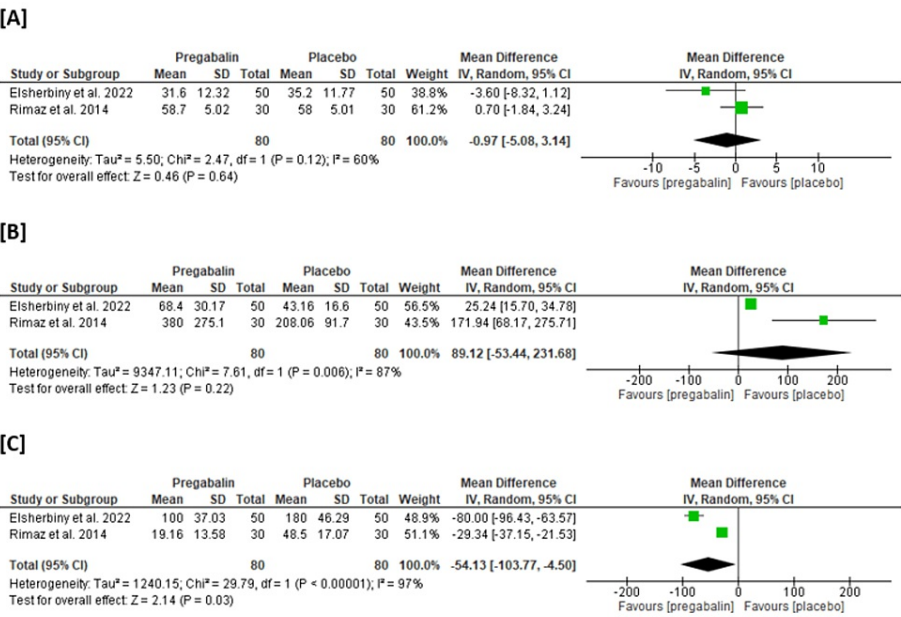 [A]
Pregabalin Placebo Mean Difference Mean Difference
Study or Subgroup Mean SD Total Mean SD Total Weight IV, Random, 95% CI IV, Random, 95% CI
Elsherbiny et al. 2022 31.6 12.32 50 35.2 11.77 50 38.8% -3.60 [-8.32, 1.12]
Rimaz et al. 2014 58.7 5.02 30 58 5.01 30 61.2% 0.70 [-1.84, 3.24]
Total (95% CI) 80 80 100.0% -0.97 [-5.08, 3.14]
Heterogeneity: Tau² = 5.50; Chi² = 2.47, df = 1 (P = 0.12); I² = 60%
Test for overall effect: Z = 0.46 (P = 0.64)
-10 -5 0 5 10
Favours [pregabalin] Favours [placebo]
[B]
Pregabalin Placebo Mean Difference Mean Difference
Study or Subgroup Mean SD Total Mean SD Total Weight IV, Random, 95% CI IV, Random, 95% CI
Elsherbiny et al. 2022 68.4 30.17 50 43.16 16.6 50 56.5% 25.24 [15.70, 34.78]
Rimaz et al. 2014 380 275.1 30 208.06 91.7 30 43.5% 171.94 [68.17, 275.71]
Total (95% CI) 80 80 100.0% 89.12 [-53.44, 231.68]
Heterogeneity: Tau² = 9347.11; Chi² = 7.61, df = 1 (P = 0.006); I² = 87%
Test for overall effect: Z = 1.23 (P = 0.22)
-200 -100 0 100 200
Favours [pregabalin] Favours [placebo]
[C]
Pregabalin Placebo Mean Difference Mean Difference
Study or Subgroup Mean SD Total Mean SD Total Weight IV, Random, 95% CI IV, Random, 95% CI
Elsherbiny et al. 2022 100 37.03 50 180 46.29 50 48.9% -80.00 [-96.43, -63.57]
Rimaz et al. 2014 19.16 13.58 30 48.5 17.07 30 51.1% -29.34 [-37.15, -21.53]
Total (95% CI) 80 80 100.0% -54.13 [-103.77, -4.50]
Heterogeneity: Tau² = 1240.15; Chi² = 29.79, df = 1 (P < 0.00001); I² = 97%
Test for overall effect: Z = 2.14 (P = 0.03)
-200 -100 0 100 200
Favours [pregabalin] Favours [placebo]